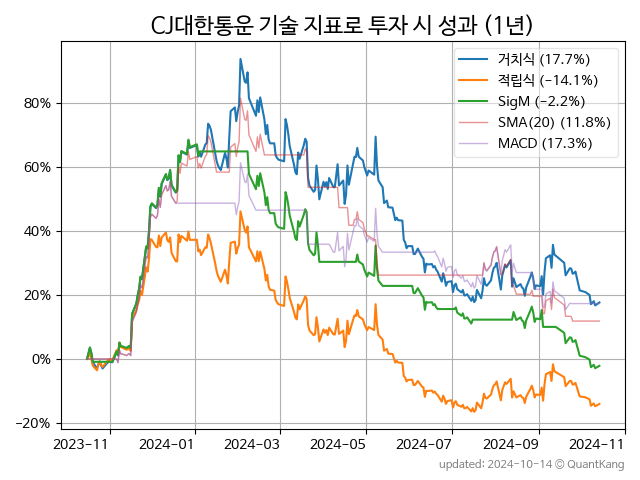 CJ대한통운 기술 지표로 투자 시 성과 (1년)
거치식 (17.7%)
적립식 (−14.1%)
SigM (−2.2%)
SMA(20) (11.8%)
MACD (17.3%)
80%
60%
40%
20%
0%
−20%
2023-11
2024-01
2024-03
2024-05
2024-07
2024-09
2024-11
updated: 2024-10-14 © QuantKang